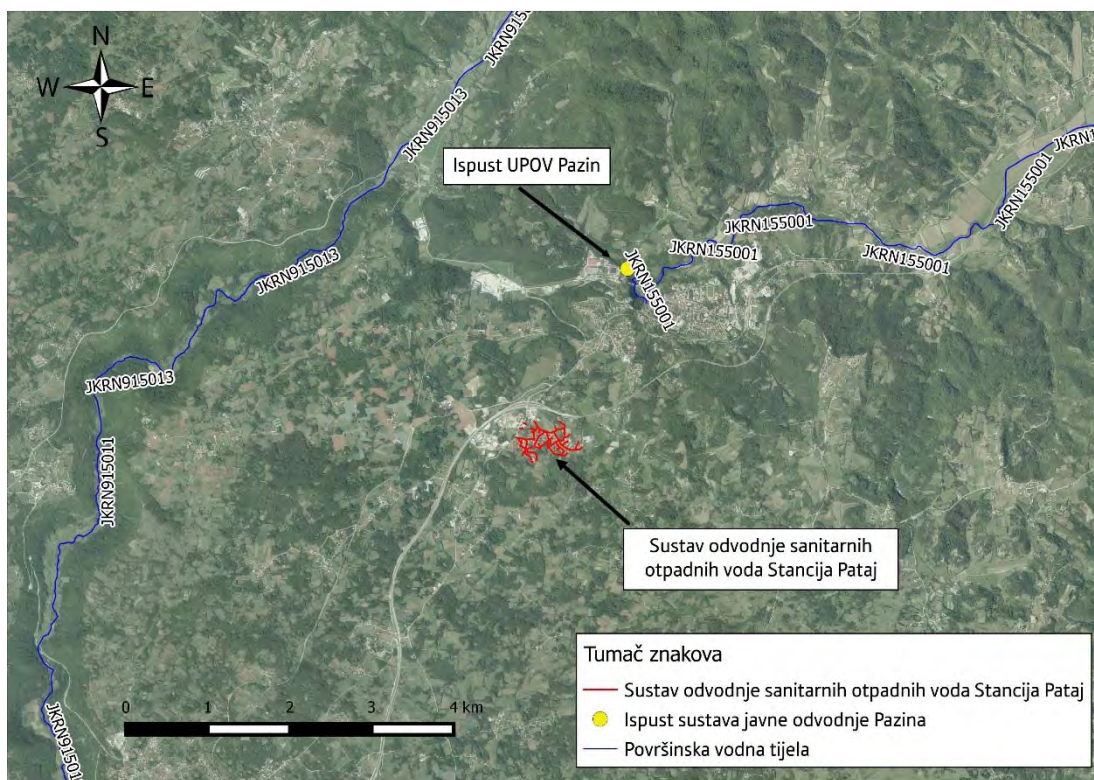 N
W E
S
JKRN915013
JKRN915013
JKRN915013
JKRN915013
JKRN915011
Ispust UPOV Pazin
JKRN155001
JKRN155001
JKRN155001
JKRN155001
JKRN155001
Sustav odvodnje sanitarnih
otpadnih voda Stancija Pataj
0 1 2 3 4 km
Tumač znakova
Sustav odvodnje sanitarnih otpadnih voda Stancija Pataj
Ispust sustava javne odvodnje Pazina
Površinska vodna tijela